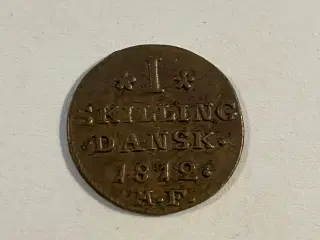 * 1 *
SKILLING
DANSK
1812
H.F.